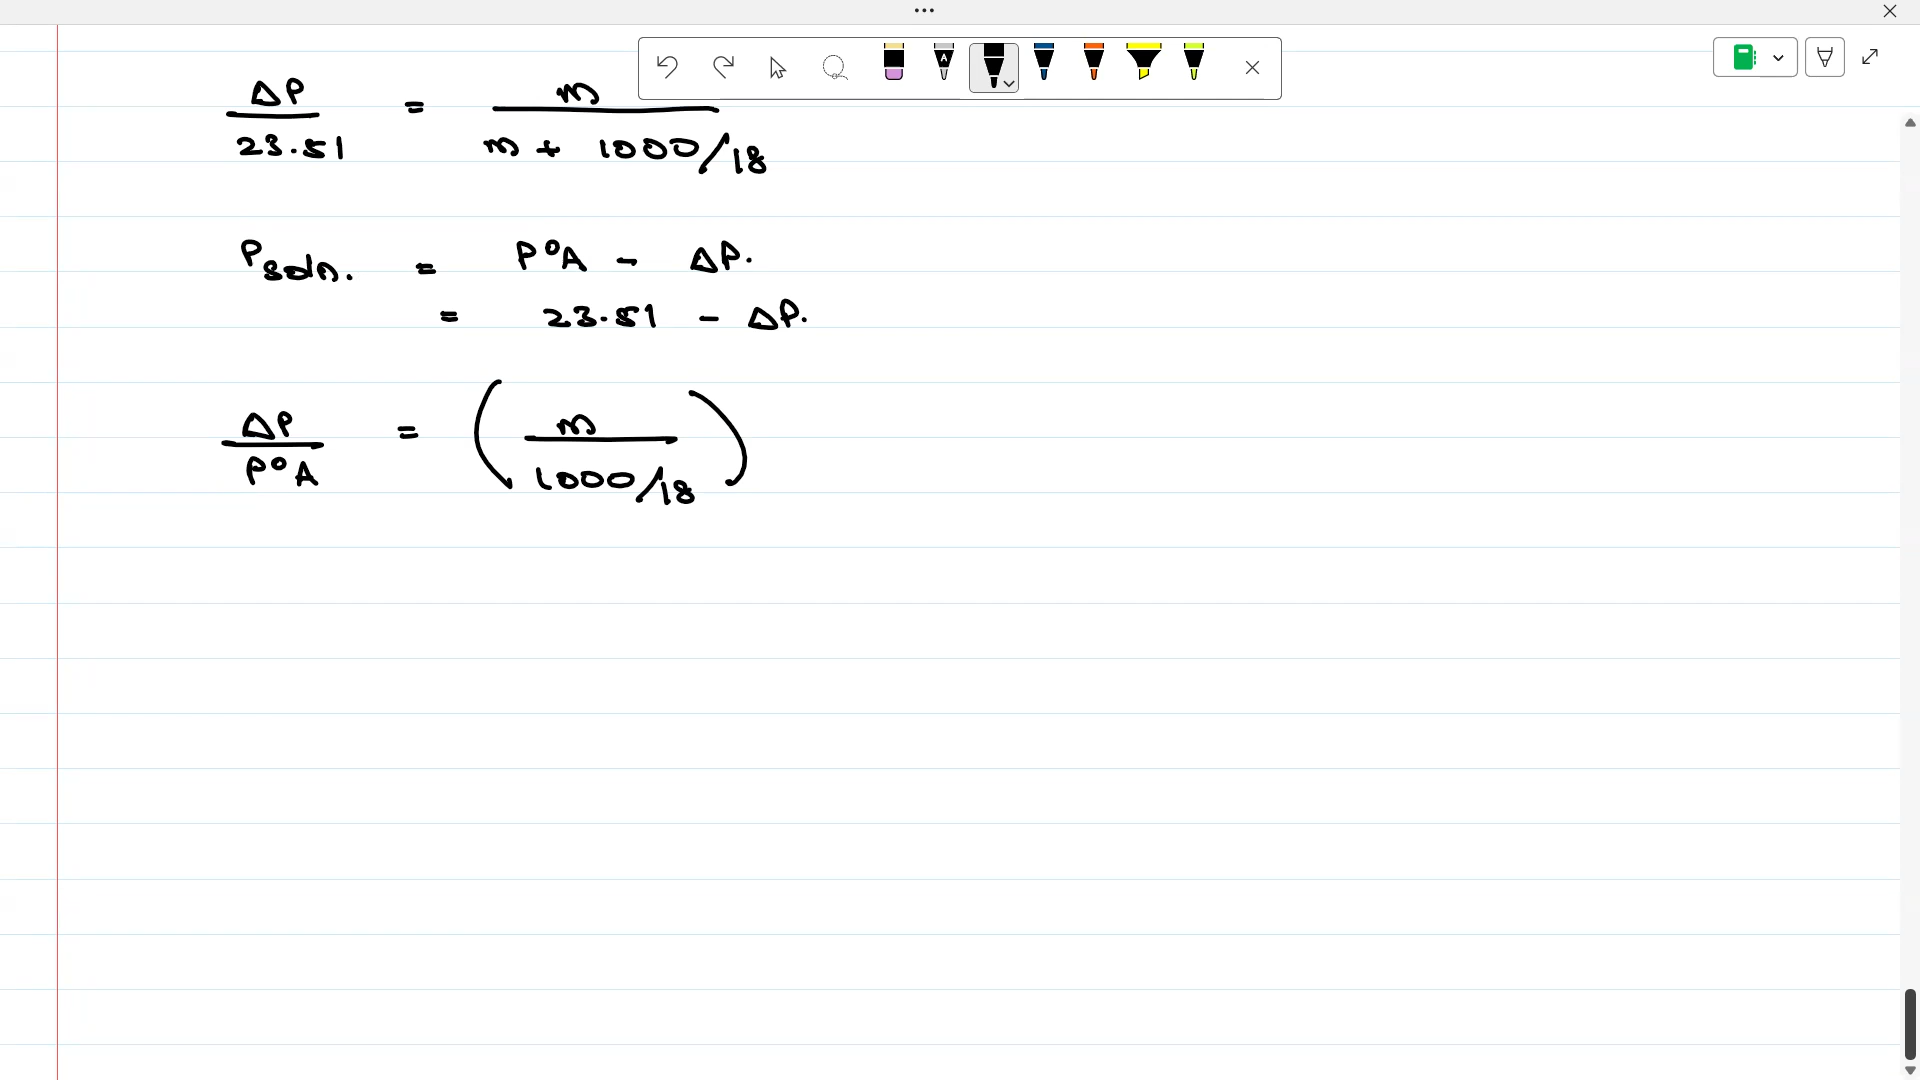 ΔP = m
23.51 m + 1000/18
Psoln. = P°A - ΔP.
= 23.51 - ΔP.
ΔP = ( m )
P°A 1000/18